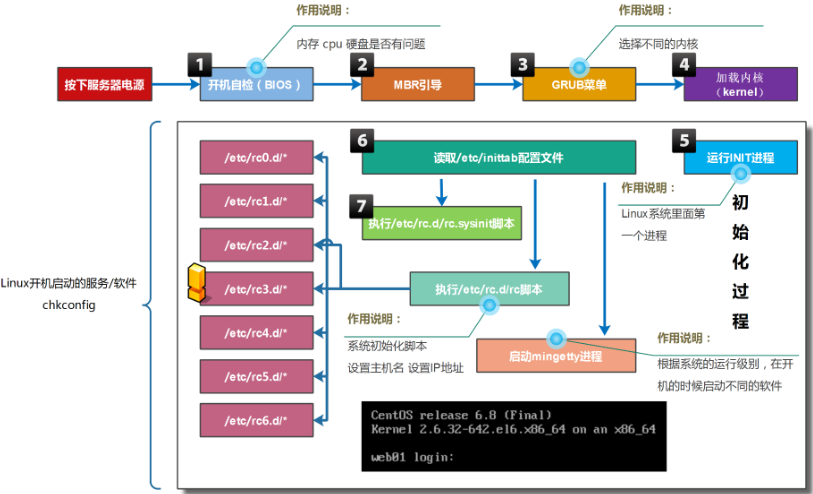 作用说明：
作用说明：
内存 cpu 硬盘是否有问题
选择不同的内核
1
2
3
4
按下服务器电源
开机自检（BIOS）
MBR引导
GRUB菜单
加载内核
（kernel）
5
运行INIT进程
作用说明：
Linux系统里面第
一个进程
初始化过程
6
读取/etc/inittab配置文件
7
执行/etc/rc.d/rc.sysinit脚本
执行/etc/rc.d/rc脚本
作用说明：
系统初始化脚本
设置主机名 设置IP地址
启动mingetty进程
作用说明：
根据系统的运行级别，在开
机的时候启动不同的软件
/etc/rc0.d/*
/etc/rc1.d/*
/etc/rc2.d/*
/etc/rc3.d/*
/etc/rc4.d/*
/etc/rc5.d/*
/etc/rc6.d/*
Linux开机启动的服务/软件
chkconfig
CentOS release 6.8 (Final)
Kernel 2.6.32-642.el6.x86_64 on an x86_64
web01 login: